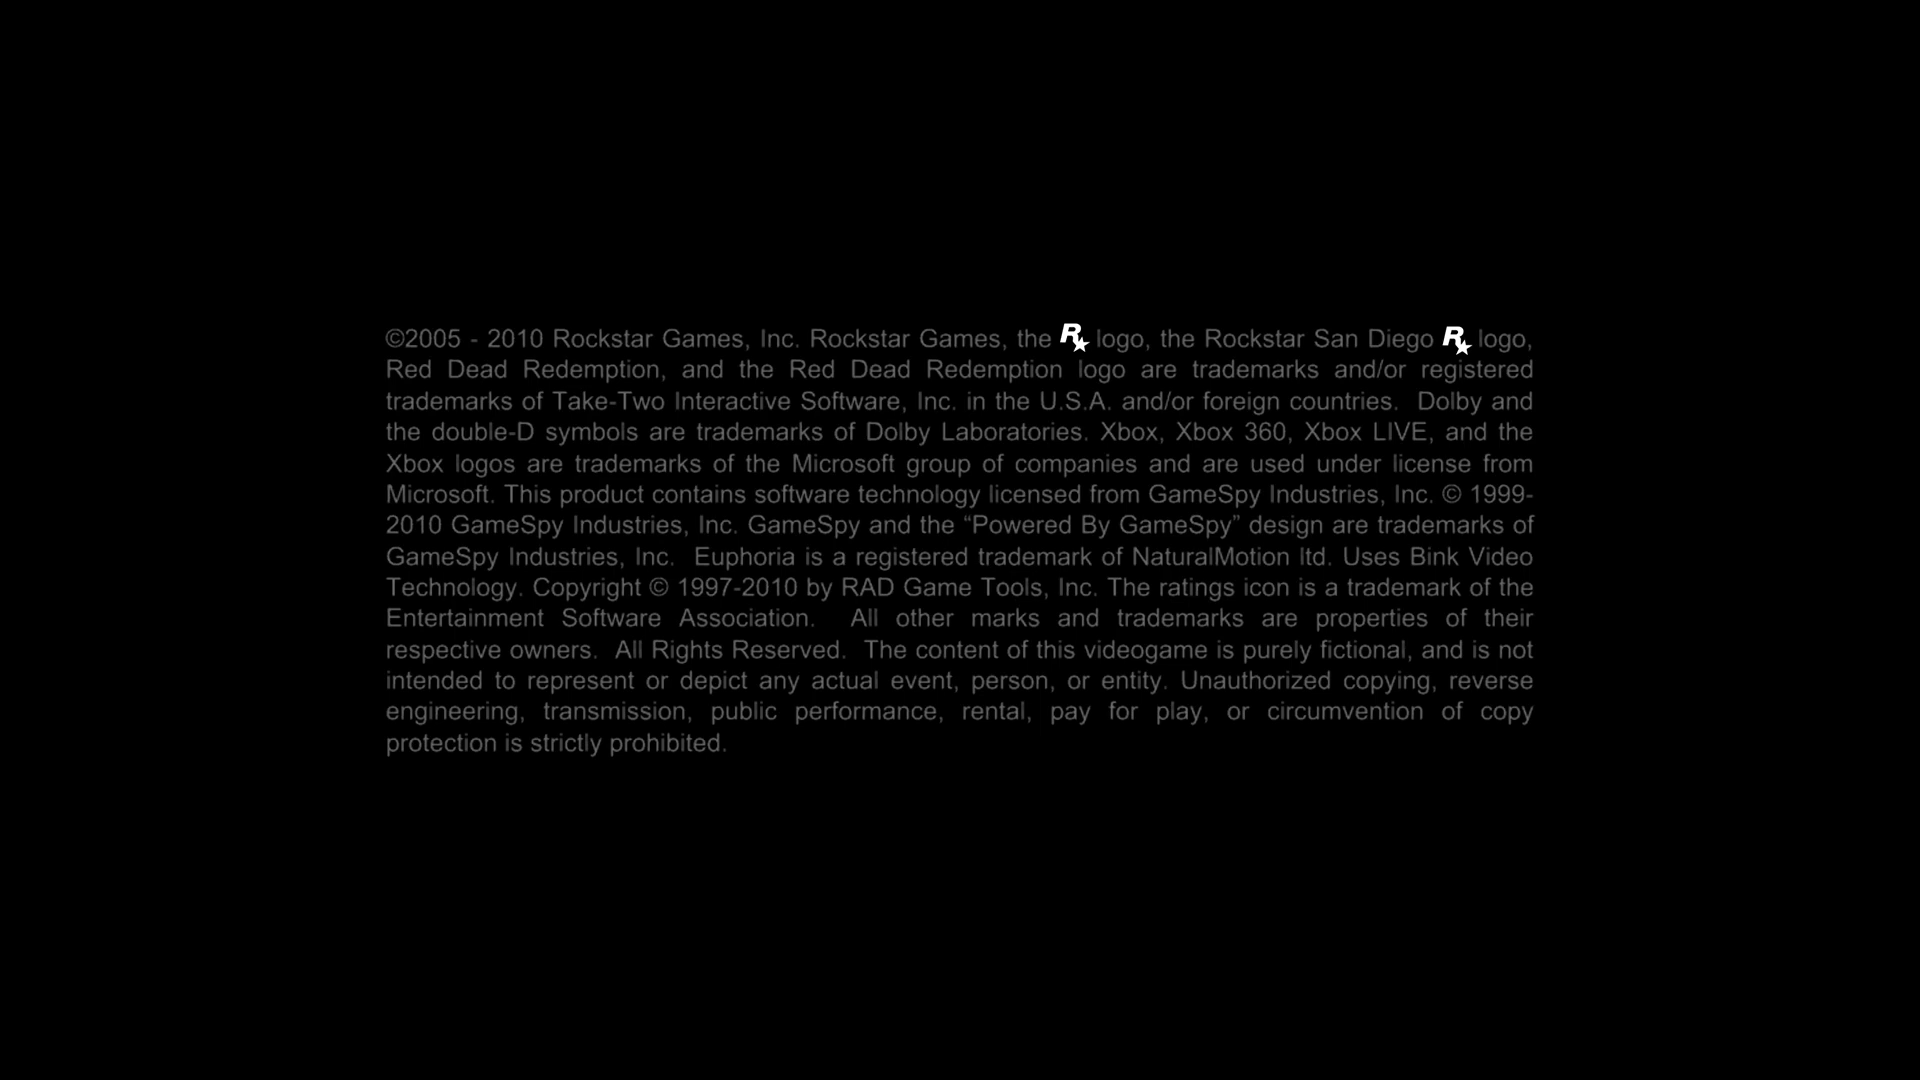 ©2005 - 2010 Rockstar Games, Inc. Rockstar Games, the R logo, the Rockstar San Diego R logo,
Red Dead Redemption, and the Red Dead Redemption logo are trademarks and/or registered
trademarks of Take-Two Interactive Software, Inc. in the U.S.A. and/or foreign countries.  Dolby and
the double-D symbols are trademarks of Dolby Laboratories. Xbox, Xbox 360, Xbox LIVE, and the
Xbox logos are trademarks of the Microsoft group of companies and are used under license from
Microsoft. This product contains software technology licensed from GameSpy Industries, Inc. © 1999-
2010 GameSpy Industries, Inc. GameSpy and the “Powered By GameSpy” design are trademarks of
GameSpy Industries, Inc.  Euphoria is a registered trademark of NaturalMotion ltd. Uses Bink Video
Technology. Copyright © 1997-2010 by RAD Game Tools, Inc. The ratings icon is a trademark of the
Entertainment Software Association.  All other marks and trademarks are properties of their
respective owners.  All Rights Reserved.  The content of this videogame is purely fictional, and is not
intended to represent or depict any actual event, person, or entity. Unauthorized copying, reverse
engineering, transmission, public performance, rental, pay for play, or circumvention of copy
protection is strictly prohibited.